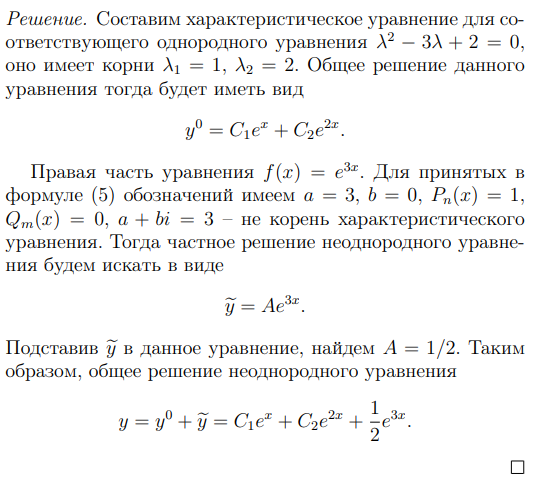 Решение. Составим характеристическое уравнение для со-
ответствующего однородного уравнения λ² − 3λ + 2 = 0,
оно имеет корни λ₁ = 1, λ₂ = 2. Общее решение данного
уравнения тогда будет иметь вид
y⁰ = C₁eˣ + C₂e²ˣ.
Правая часть уравнения f(x) = e³ˣ. Для принятых в
формуле (5) обозначений имеем a = 3, b = 0, Pₙ(x) = 1,
Qₘ(x) = 0, a + bi = 3 – не корень характеристического
уравнения. Тогда частное решение неоднородного уравне-
ния будем искать в виде
ỹ = Ae³ˣ.
Подставив ỹ в данное уравнение, найдем A = 1/2. Таким
образом, общее решение неоднородного уравнения
y = y⁰ + ỹ = C₁eˣ + C₂e²ˣ + 1/2 e³ˣ.
□